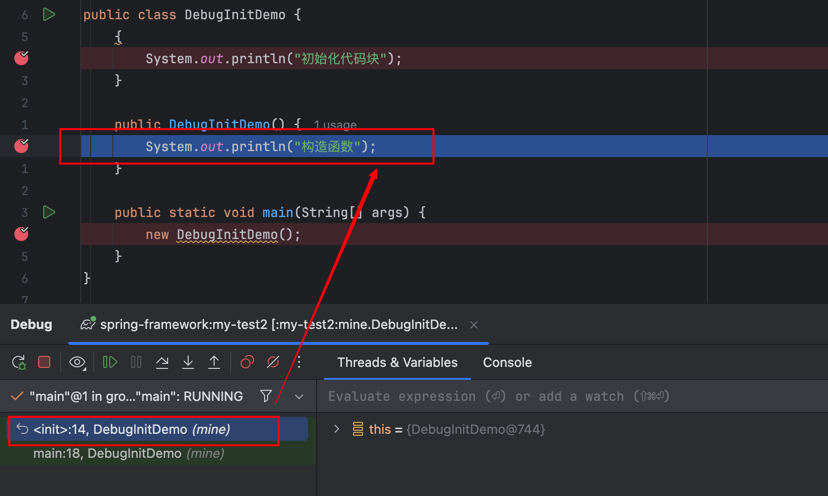 6 public class DebugInitDemo {
5 {
System.out.println("初始化代码块");
3 }
2
1 public DebugInitDemo() { 1 usage
System.out.println("构造函数");
1 }
2
3 public static void main(String[] args) {
new DebugInitDemo();
5 }
6 }
7
Debug spring-framework:my-test2 [:my-test2:mine.DebugInitDe...
Threads & Variables Console
"main"@1 in gro..."main": RUNNING
Evaluate expression (⏎) or add a watch (⇧⌘⏎)
<init>:14, DebugInitDemo (mine)
this = {DebugInitDemo@744}
main:18, DebugInitDemo (mine)